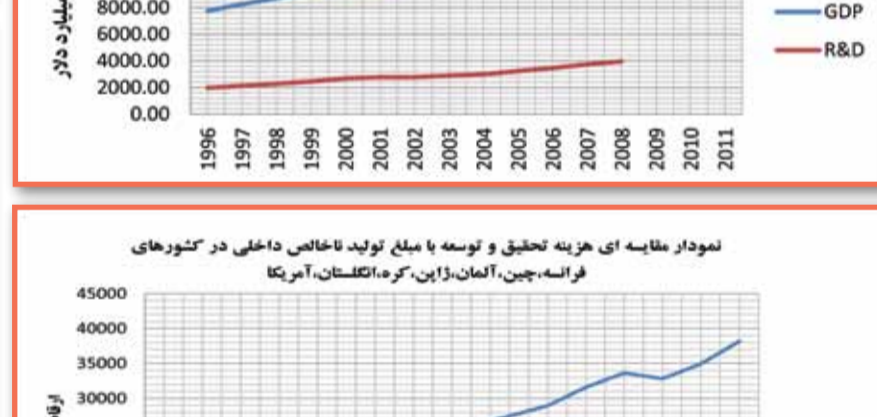 8000.00
6000.00
4000.00
2000.00
0.00
میلیارد دلار
GDP
R&D
1996 1997 1998 1999 2000 2001 2002 2003 2004 2005 2006 2007 2008 2009 2010 2011
نمودار مقایسه ای هزینه تحقیق و توسعه با مبلغ تولید ناخالص داخلی در کشورهای
فرانسه،چین،آلمان،ژاپن،کره،انگلستان،آمریکا
45000
40000
35000
30000